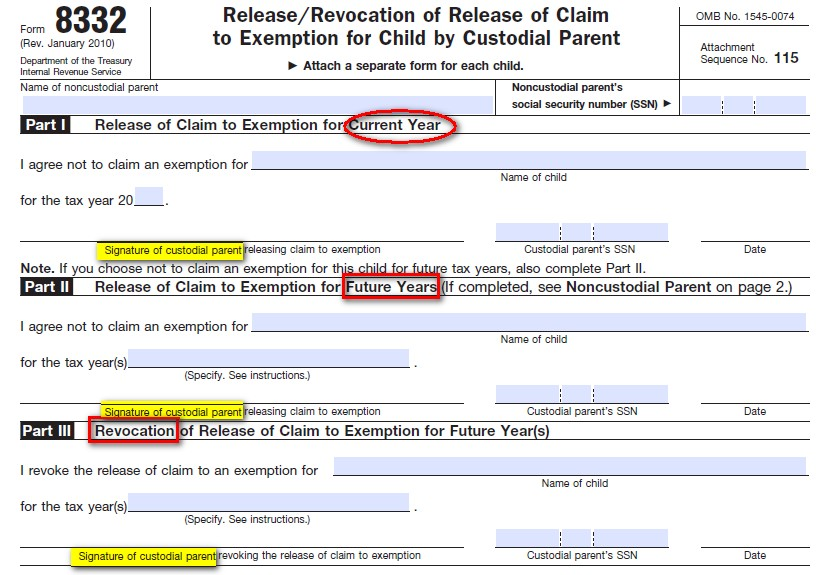 Form 8332
(Rev. January 2010)
Department of the Treasury
Internal Revenue Service
Release/Revocation of Release of Claim
to Exemption for Child by Custodial Parent
► Attach a separate form for each child.
OMB No. 1545-0074
Attachment
Sequence No. 115
Name of noncustodial parent
Noncustodial parent's
social security number (SSN) ►
Part I Release of Claim to Exemption for Current Year
I agree not to claim an exemption for
Name of child
for the tax year 20 .
Signature of custodial parent releasing claim to exemption
Custodial parent's SSN
Date
Note. If you choose not to claim an exemption for this child for future tax years, also complete Part II.
Part II Release of Claim to Exemption for Future Years (If completed, see Noncustodial Parent on page 2.)
I agree not to claim an exemption for
Name of child
for the tax year(s) .
(Specify. See instructions.)
Signature of custodial parent releasing claim to exemption
Custodial parent's SSN
Date
Part III Revocation of Release of Claim to Exemption for Future Year(s)
I revoke the release of claim to an exemption for
Name of child
for the tax year(s) .
(Specify. See instructions.)
Signature of custodial parent revoking the release of claim to exemption
Custodial parent's SSN
Date